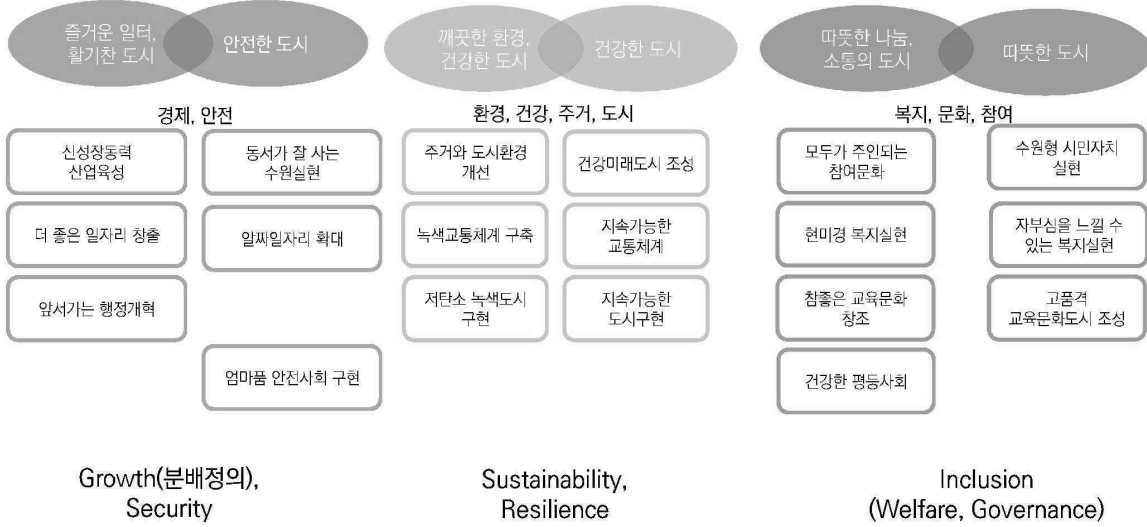 즐거운 일터,
활기찬 도시
안전한 도시
경제, 안전
신성장동력
산업육성
동서가 잘 사는
수원실현
더 좋은 일자리 창출
알짜일자리 확대
앞서가는 행정개혁
엄마품 안전사회 구현
Growth(분배정의),
Security
깨끗한 환경,
건강한 도시
건강한 도시
환경, 건강, 주거, 도시
주거와 도시환경
개선
건강미래도시 조성
녹색교통체계 구축
지속가능한
교통체계
저탄소 녹색도시
구현
지속가능한
도시구현
Sustainability,
Resilience
따뜻한 나눔,
소통의 도시
따뜻한 도시
복지, 문화, 참여
모두가 주인되는
참여문화
수원형 시민자치
실현
현미경 복지실현
자부심을 느낄 수
있는 복지실현
참좋은 교육문화
창조
고품격
교육문화도시 조성
건강한 평등사회
Inclusion
(Welfare, Governance)